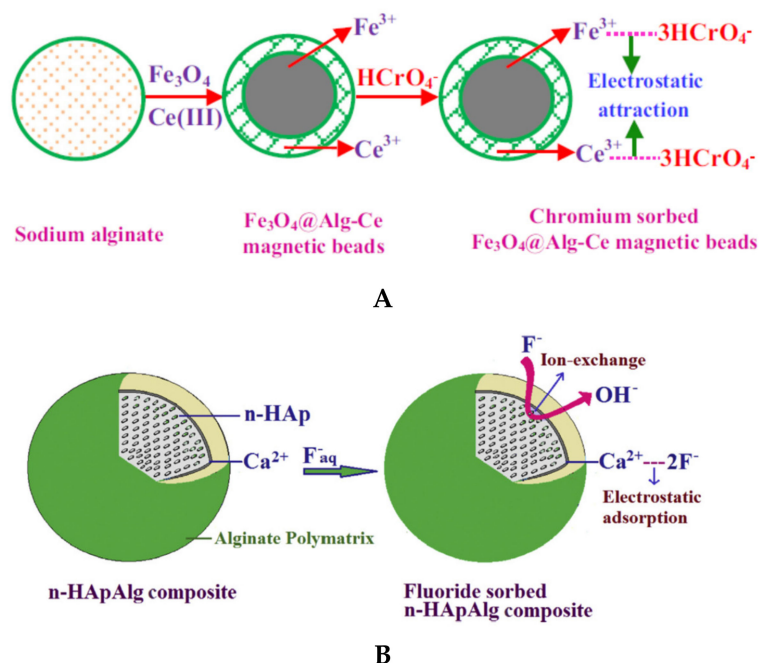 Fe³⁺
Fe³⁺ 3HCrO₄⁻
Fe₃O₄
HCrO₄⁻
Electrostatic
attraction
Ce(III)
Ce³⁺
Ce³⁺ 3HCrO₄⁻
Sodium alginate
Fe₃O₄@Alg-Ce
magnetic beads
Chromium sorbed
Fe₃O₄@Alg-Ce magnetic beads
A
n-HAp
Ca²⁺
F⁻aq
Alginate Polymatrix
n-HApAlg composite
F⁻
Ion-exchange
OH⁻
Ca²⁺---2F⁻
Electrostatic
adsorption
Fluoride sorbed
n-HApAlg composite
B